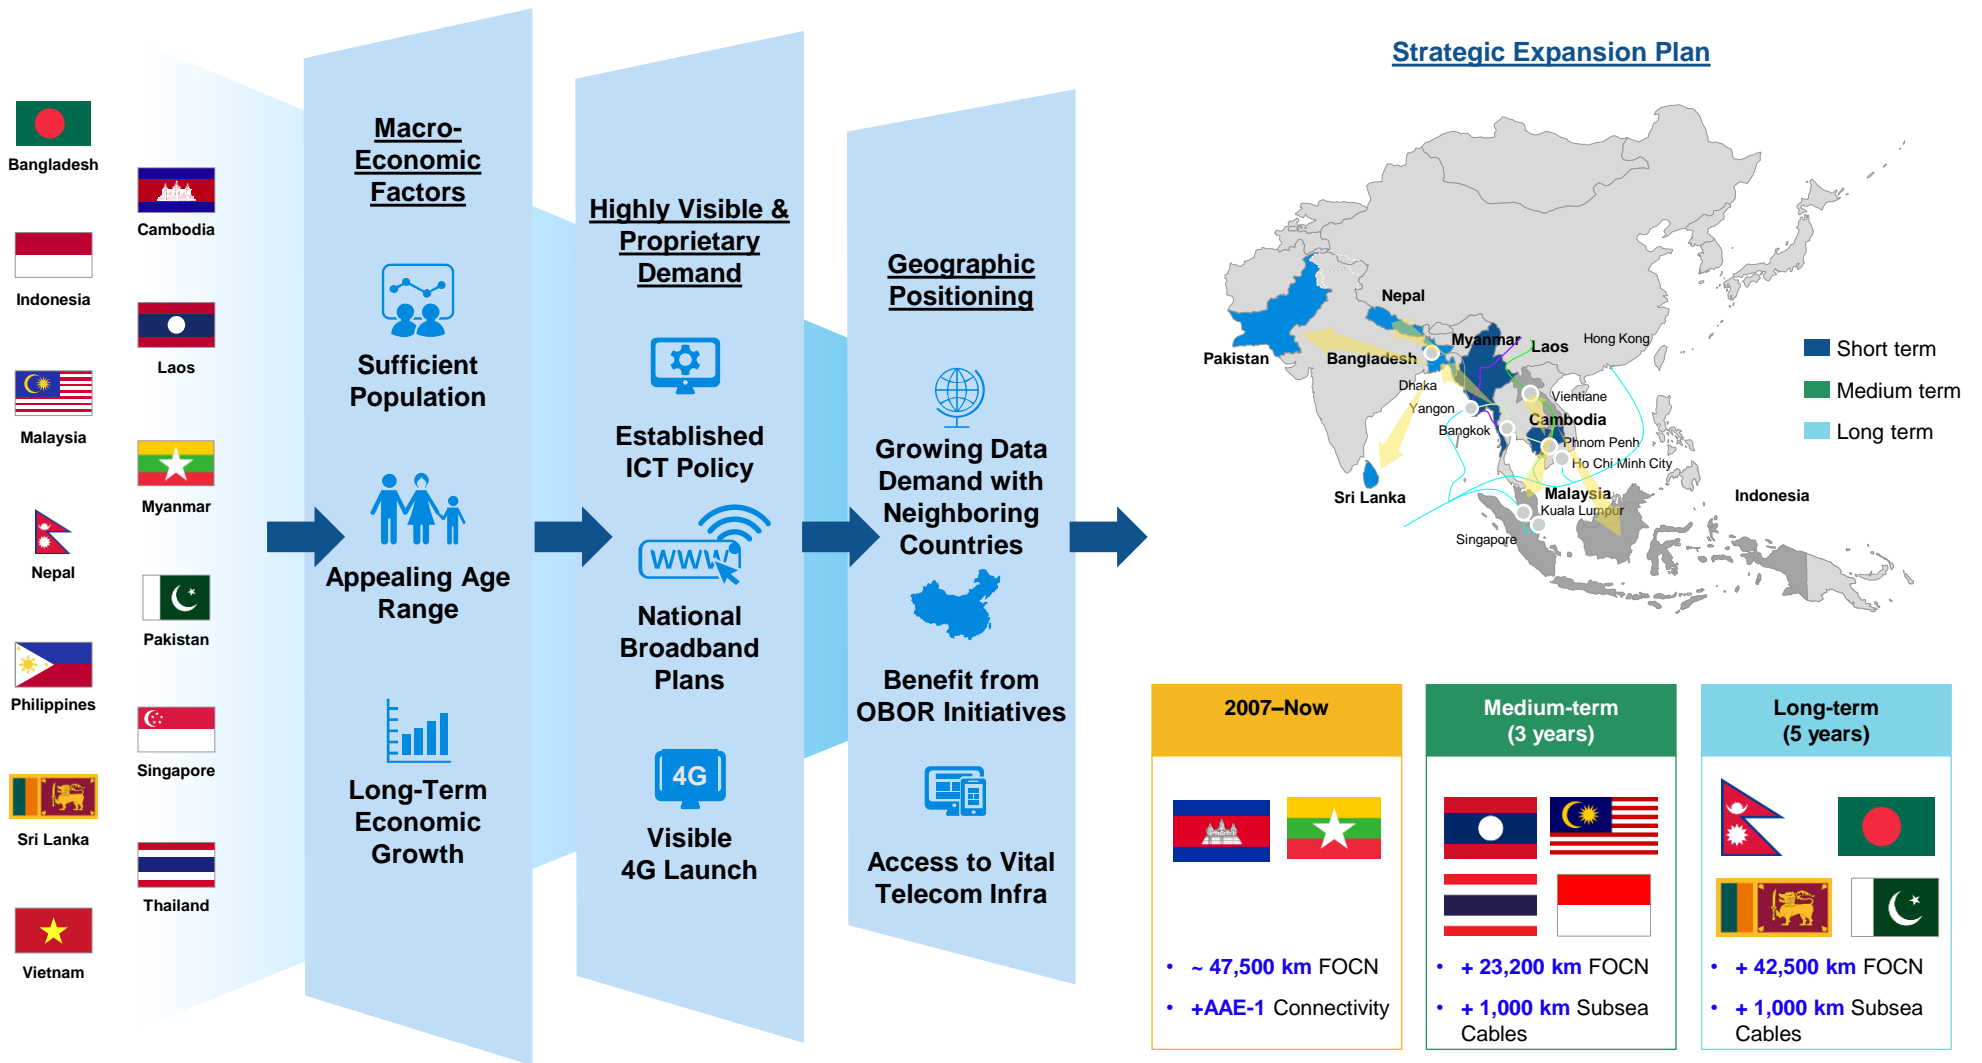 Bangladesh
Cambodia
Indonesia
Laos
Malaysia
Myanmar
Nepal
Pakistan
Philippines
Singapore
Sri Lanka
Thailand
Vietnam
Macro-
Economic
Factors
Sufficient
Population
Appealing Age
Range
Long-Term
Economic
Growth
Highly Visible &
Proprietary
Demand
Established
ICT Policy
WWW
National
Broadband
Plans
4G
Visible
4G Launch
Geographic
Positioning
Growing Data
Demand with
Neighboring
Countries
Benefit from
OBOR Initiatives
Access to Vital
Telecom Infra
Strategic Expansion Plan
Nepal
Pakistan
Bangladesh
Myanmar
Laos
Hong Kong
Dhaka
Yangon
Vientiane
Bangkok
Cambodia
Phnom Penh
Ho Chi Minh City
Sri Lanka
Malaysia
Kuala Lumpur
Singapore
Indonesia
Short term
Medium term
Long term
2007–Now
• ~ 47,500 km FOCN
• +AAE-1 Connectivity
Medium-term
(3 years)
• + 23,200 km FOCN
• + 1,000 km Subsea
Cables
Long-term
(5 years)
• + 42,500 km FOCN
• + 1,000 km Subsea
Cables